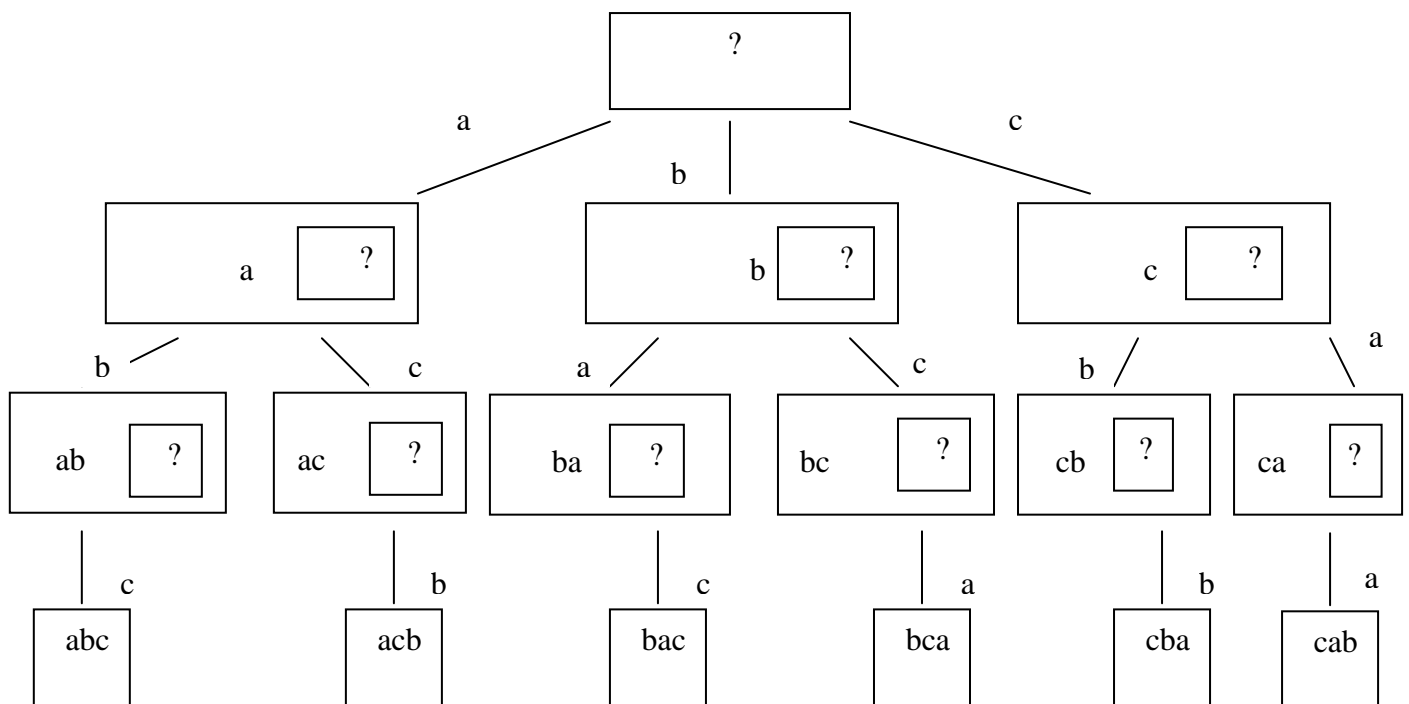 ?
a c
b
a ? b ? c ?
b c a c b a
ab ? ac ? ba ? bc ? cb ? ca ?
c b c a b a
abc acb bac bca cba cab